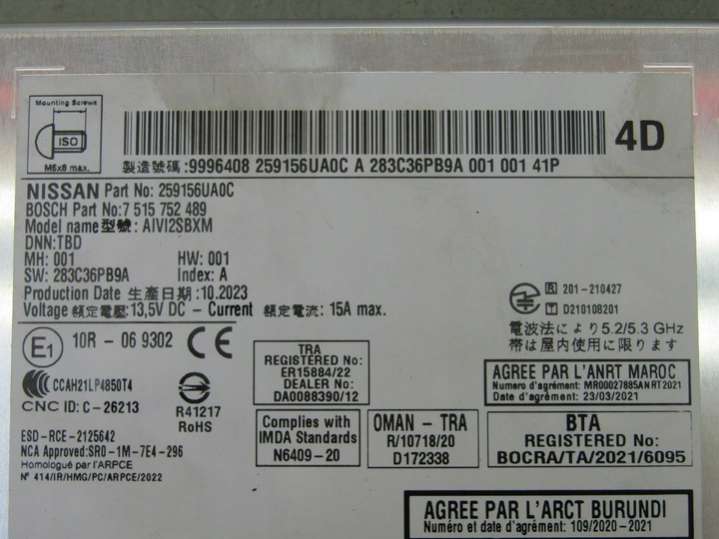 Mounting Screws
ISO
M5x8 max.
4D
製造號碼:9996408 259156UA0C A 283C36PB9A 001 001 41P
NISSAN Part No: 259156UA0C
BOSCH Part No:7 515 752 489
Model name型號: AIVI2SBXM
DNN:TBD
MH: 001 HW: 001
SW: 283C36PB9A Index: A
Production Date 生產日期:10.2023
Voltage 額定電壓:13,5V DC - Current 額定電流: 15A max.
R 201-210427
T D210108201
電波法により5.2/5.3 GHz
帯は屋内使用に限ります
E1 10R - 06 9302 CE
CCAH21LP4850T4
CNC ID: C-26213
R41217
RoHS
TRA
REGISTERED No:
ER15884/22
DEALER No:
DA0088390/12
AGREE PAR L'ANRT MAROC
Numero d'agrément: MR00027885ANRT2021
Date d'agrément: 23/03/2021
Complies with
IMDA Standards
N6409-20
OMAN - TRA
R/10718/20
D172338
BTA
REGISTERED No:
BOCRA/TA/2021/6095
ESD-RCE-2125642
NCA Approved:SR0-1M-7E4-296
Homologué par l'ARPCE
N° 414/IR/HMG/PC/ARPCE/2022
AGREE PAR L'ARCT BURUNDI
Numéro et date d'agrément: 109/2020-2021